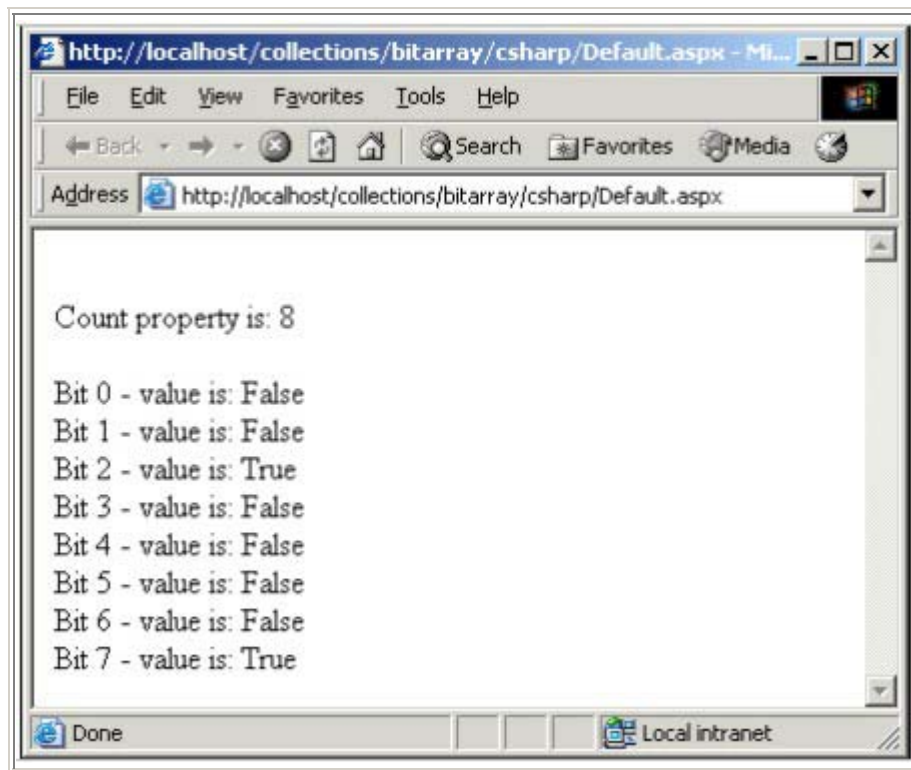 http://localhost/collections/bitarray/csharp/Default.aspx - Mi...
File Edit View Favorites Tools Help
Back Search Favorites Media
Address http://localhost/collections/bitarray/csharp/Default.aspx
Count property is: 8
Bit 0 - value is: False
Bit 1 - value is: False
Bit 2 - value is: True
Bit 3 - value is: False
Bit 4 - value is: False
Bit 5 - value is: False
Bit 6 - value is: False
Bit 7 - value is: True
Done Local intranet